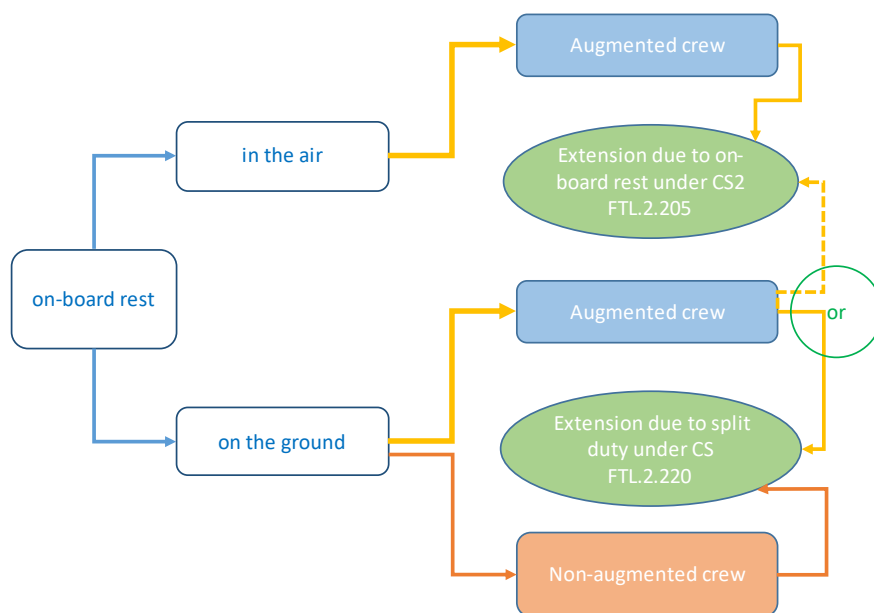 Augmented crew
in the air
Extension due to on-
board rest under CS2
FTL.2.205
on-board rest
Augmented crew
or
on the ground
Extension due to split
duty under CS
FTL.2.220
Non-augmented crew